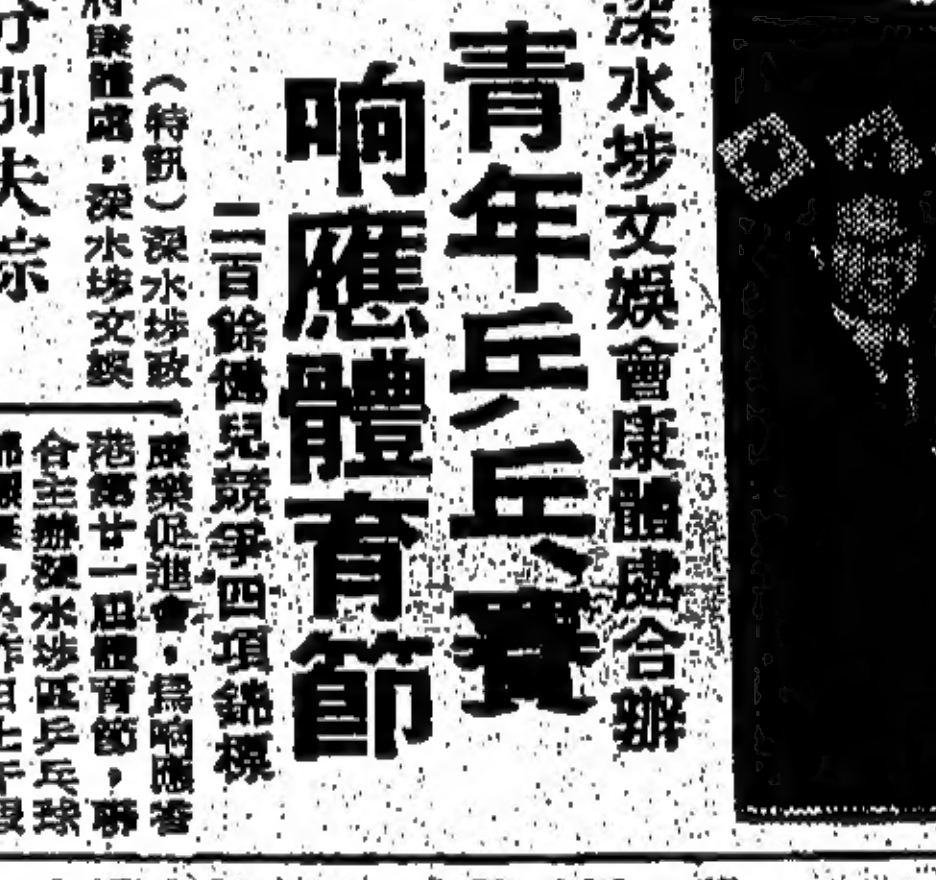 深水埗文娛會康體處合辦
青年乒乓賽
响應體育節
二百餘健兒競爭四項錦標
（特訊）深水埗政
府康體處，深水埗文娛
康樂促進會，為响應香
港第廿一屆體育節，聯
合主辦深水埗區乒乓球